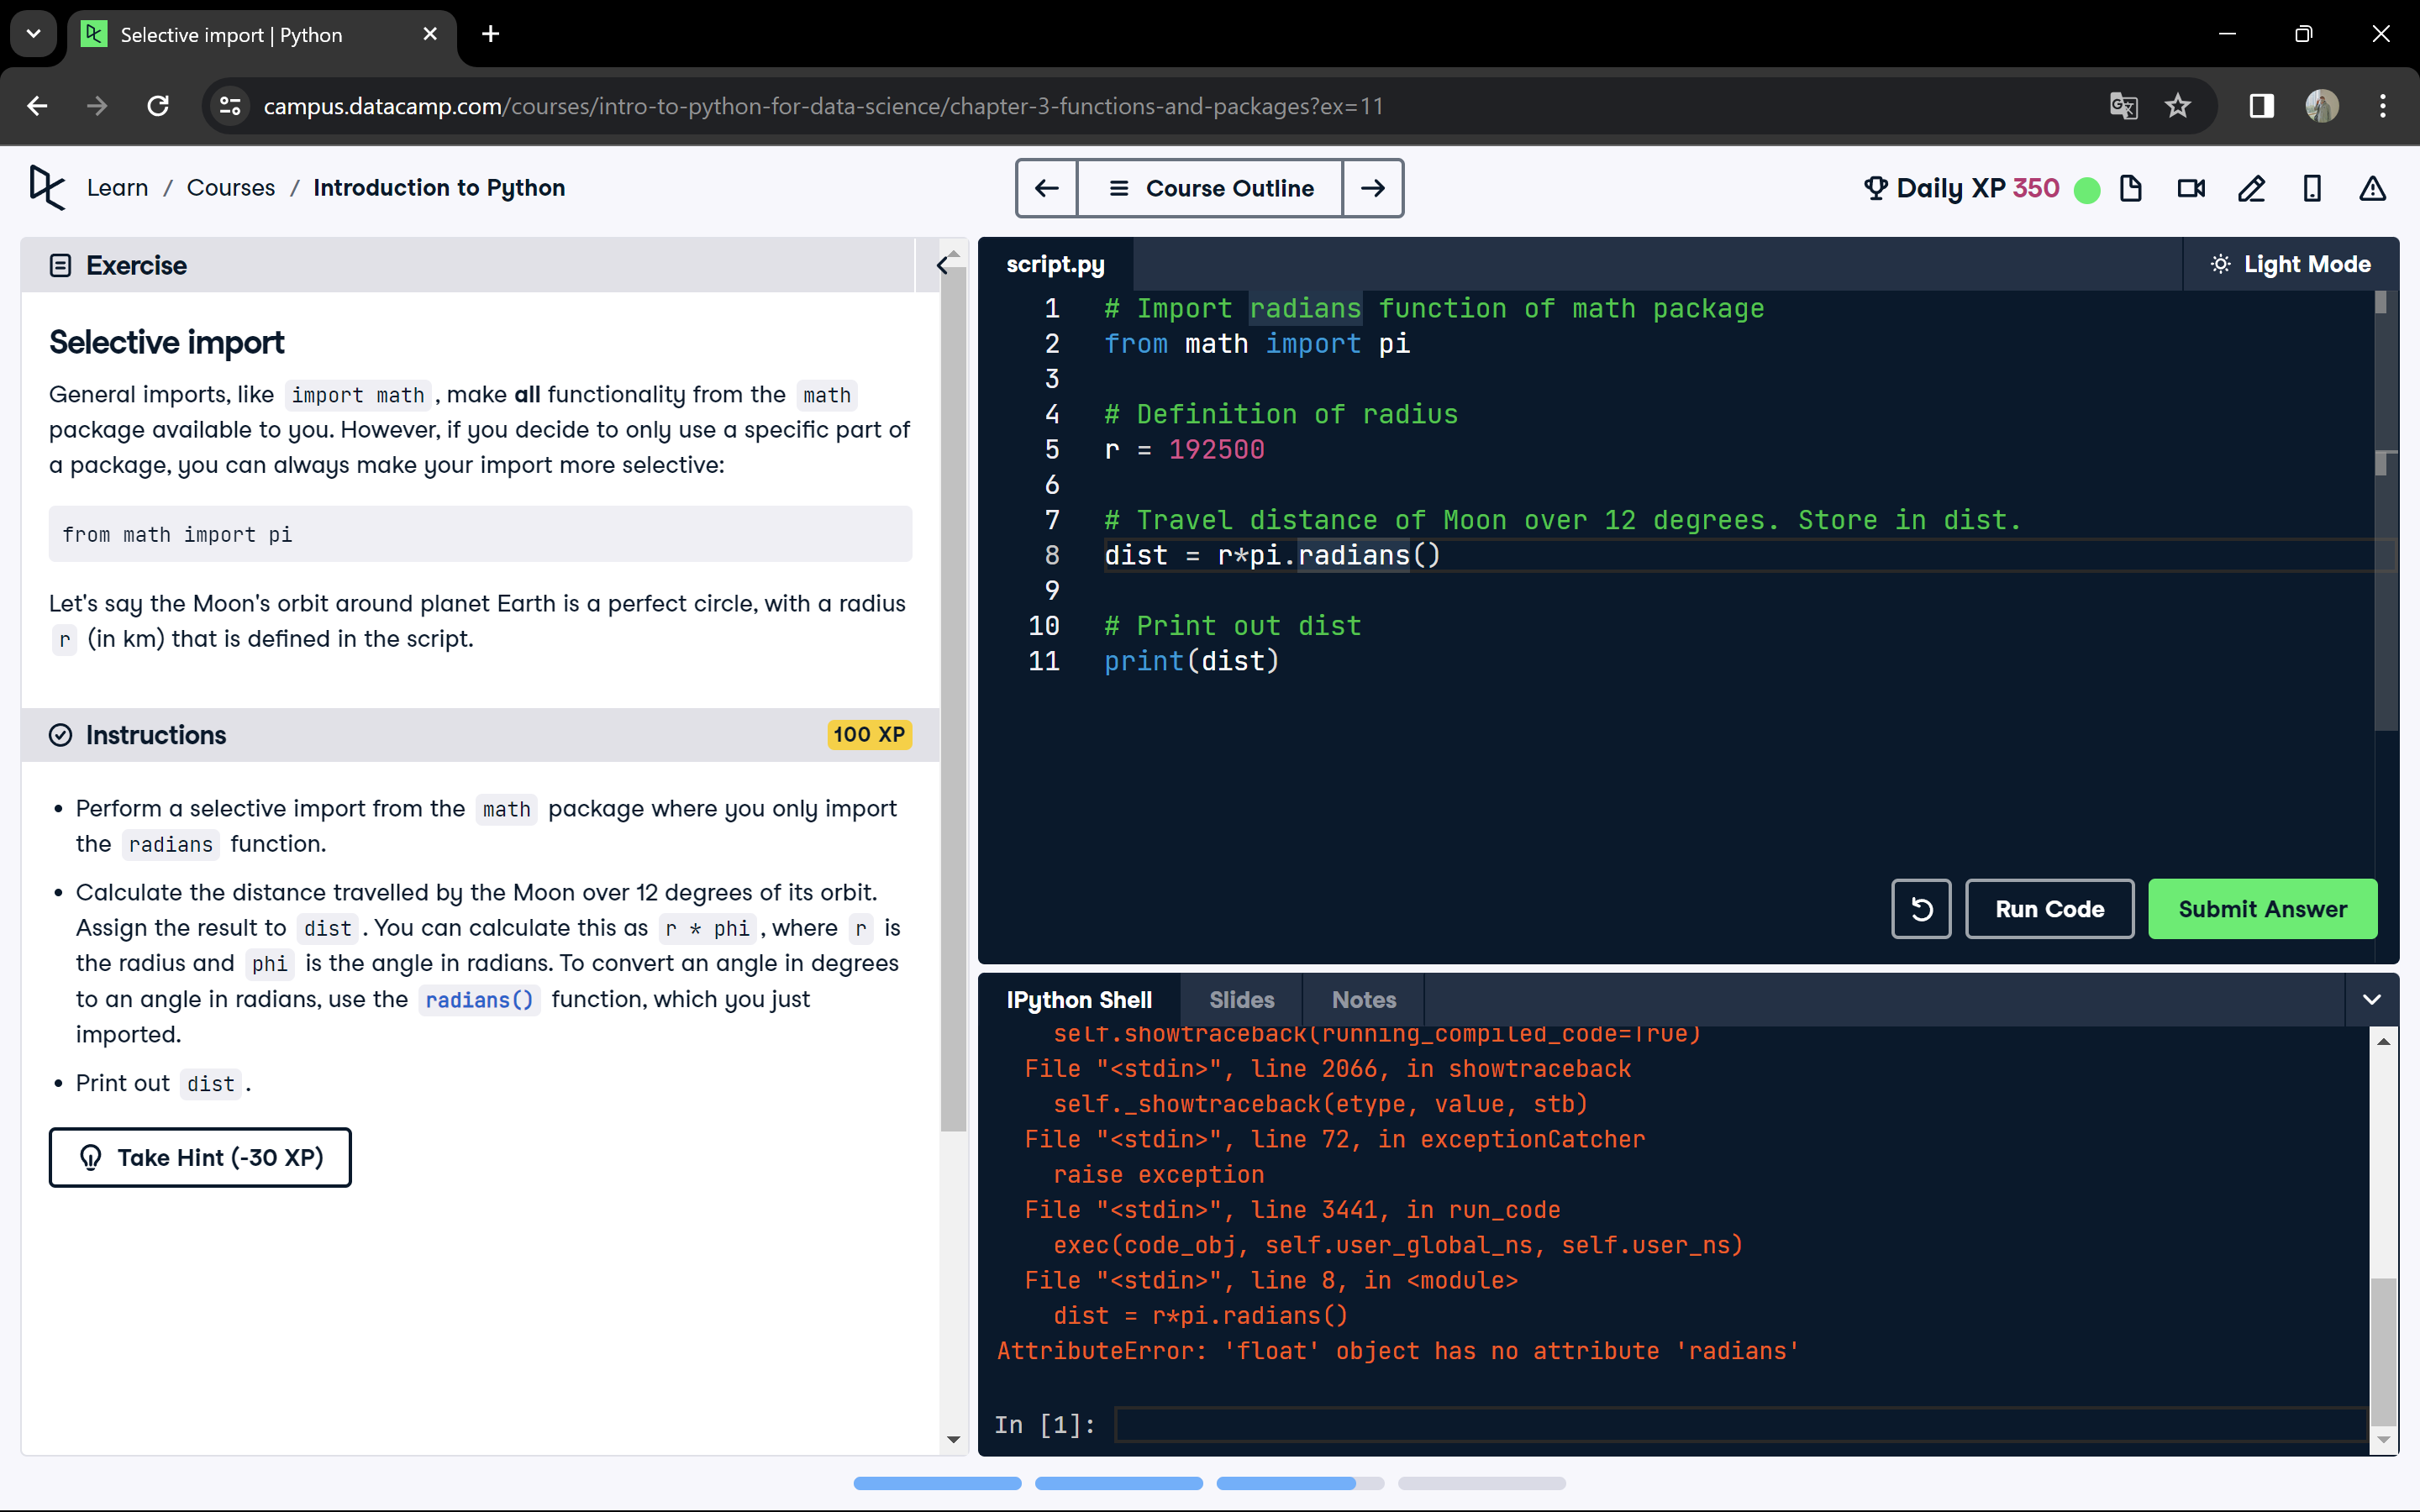 Selective import | Python
campus.datacamp.com/courses/intro-to-python-for-data-science/chapter-3-functions-and-packages?ex=11
Learn / Courses / Introduction to Python
Course Outline
Daily XP 350
Exercise
Selective import
General imports, like import math, make all functionality from the math
package available to you. However, if you decide to only use a specific part of
a package, you can always make your import more selective:
from math import pi
Let's say the Moon's orbit around planet Earth is a perfect circle, with a radius
r (in km) that is defined in the script.
Instructions
100 XP
• Perform a selective import from the math package where you only import
the radians function.
• Calculate the distance travelled by the Moon over 12 degrees of its orbit.
Assign the result to dist. You can calculate this as r * phi, where r is
the radius and phi is the angle in radians. To convert an angle in degrees
to an angle in radians, use the radians() function, which you just
imported.
• Print out dist.
Take Hint (-30 XP)
script.py
Light Mode
1 # Import radians function of math package
2 from math import pi
3
4 # Definition of radius
5 r = 192500
6
7 # Travel distance of Moon over 12 degrees. Store in dist.
8 dist = r*pi.radians()
9
10 # Print out dist
11 print(dist)
Run Code
Submit Answer
IPython Shell
Slides
Notes
self.showtraceback(running_compiled_code=True)
File "<stdin>", line 2066, in showtraceback
self._showtraceback(etype, value, stb)
File "<stdin>", line 72, in exceptionCatcher
raise exception
File "<stdin>", line 3441, in run_code
exec(code_obj, self.user_global_ns, self.user_ns)
File "<stdin>", line 8, in <module>
dist = r*pi.radians()
AttributeError: 'float' object has no attribute 'radians'
In [1]: